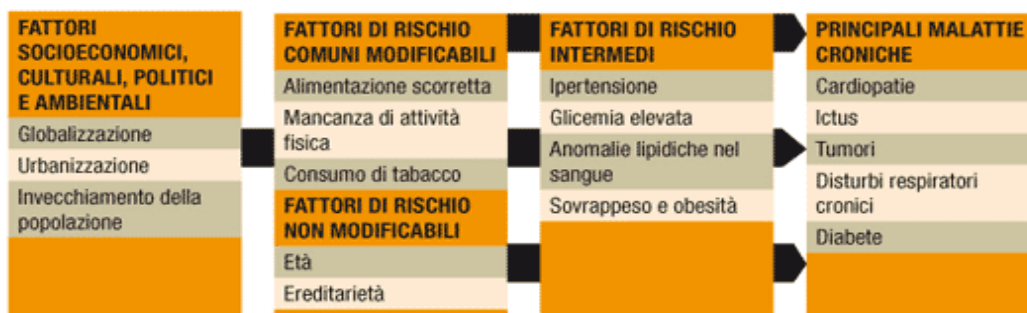 FATTORI
SOCIOECONOMICI,
CULTURALI, POLITICI
E AMBIENTALI
Globalizzazione
Urbanizzazione
Invecchiamento della
popolazione
FATTORI DI RISCHIO
COMUNI MODIFICABILI
Alimentazione scorretta
Mancanza di attività
fisica
Consumo di tabacco
FATTORI DI RISCHIO
NON MODIFICABILI
Età
Ereditarietà
FATTORI DI RISCHIO
INTERMEDI
Ipertensione
Glicemia elevata
Anomalie lipidiche nel
sangue
Sovrappeso e obesità
PRINCIPALI MALATTIE
CRONICHE
Cardiopatie
Ictus
Tumori
Disturbi respiratori
cronici
Diabete